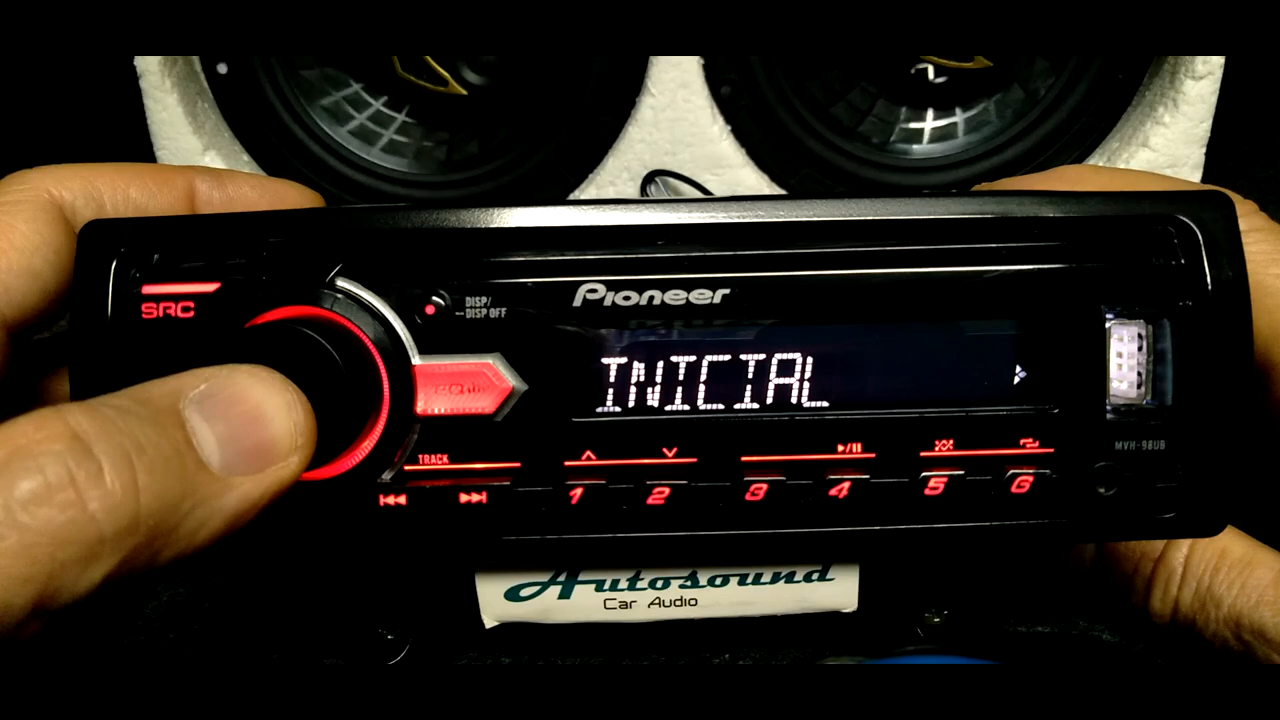 SRC
DISP/
DISP OFF
Pioneer
INICIAL
MVH-98UB
TRACK
1 2 3 4 5 6
Autosound
Car Audio